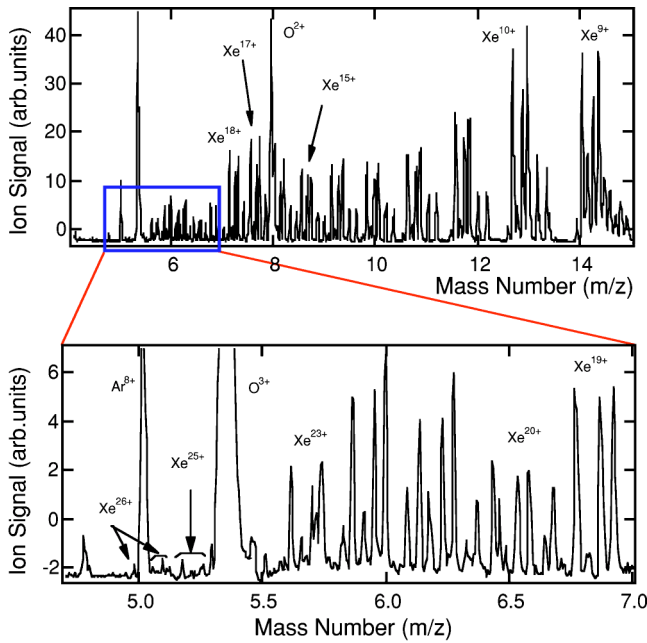 Ion Signal (arb.units)
40
30
20
10
0
Xe17+
O2+
Xe15+
Xe18+
Xe10+
Xe9+
6 8 10 12 14
Mass Number (m/z)
Ion Signal (arb.units)
6
4
2
0
-2
Ar8+
O3+
Xe26+
Xe25+
Xe23+
Xe20+
Xe19+
5.0 5.5 6.0 6.5 7.0
Mass Number (m/z)